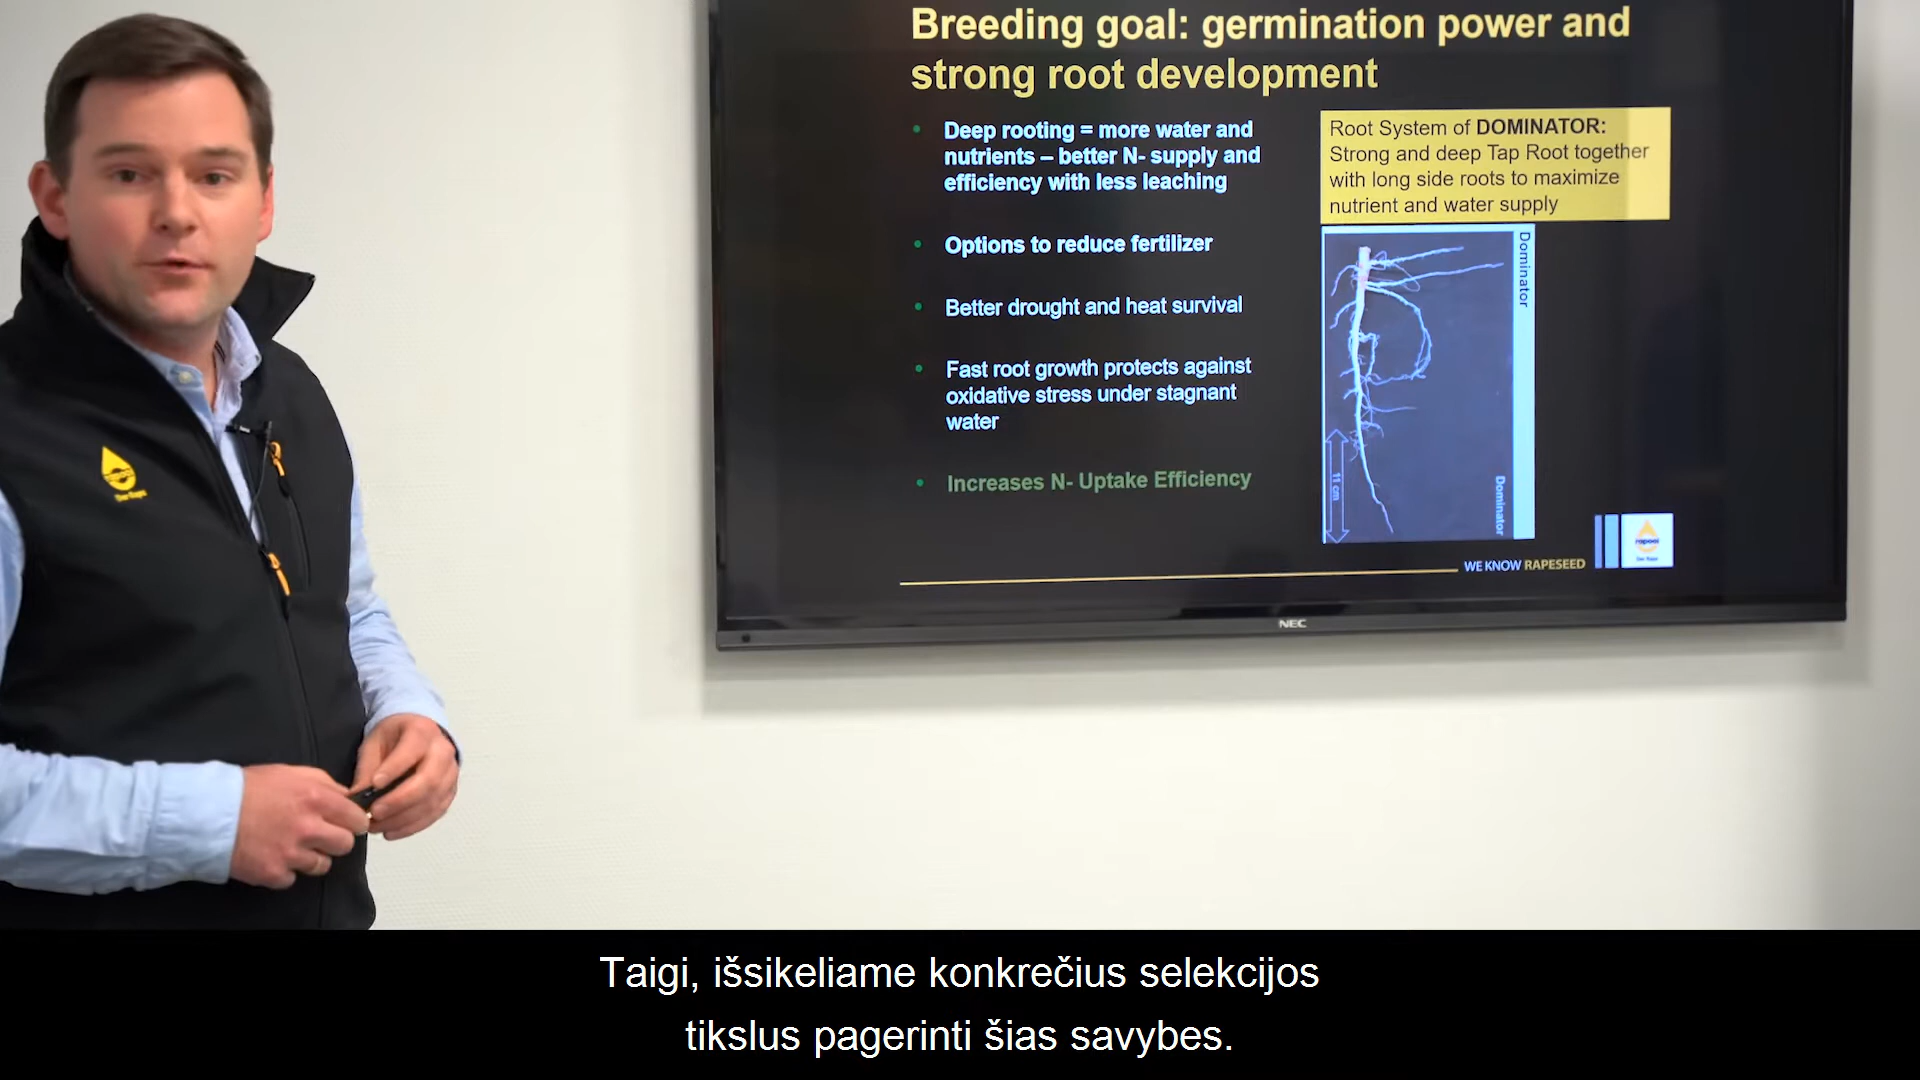 Breeding goal: germination power and
strong root development
Deep rooting = more water and
nutrients – better N- supply and
efficiency with less leaching
Options to reduce fertilizer
Better drought and heat survival
Fast root growth protects against
oxidative stress under stagnant
water
Increases N- Uptake Efficiency
Root System of DOMINATOR:
Strong and deep Tap Root together
with long side roots to maximize
nutrient and water supply
Dominator
11 cm
Dominator
WE KNOW RAPESEED
rapool
NEC
Taigi, išsikeliame konkrečius selekcijos
tikslus pagerinti šias savybes.